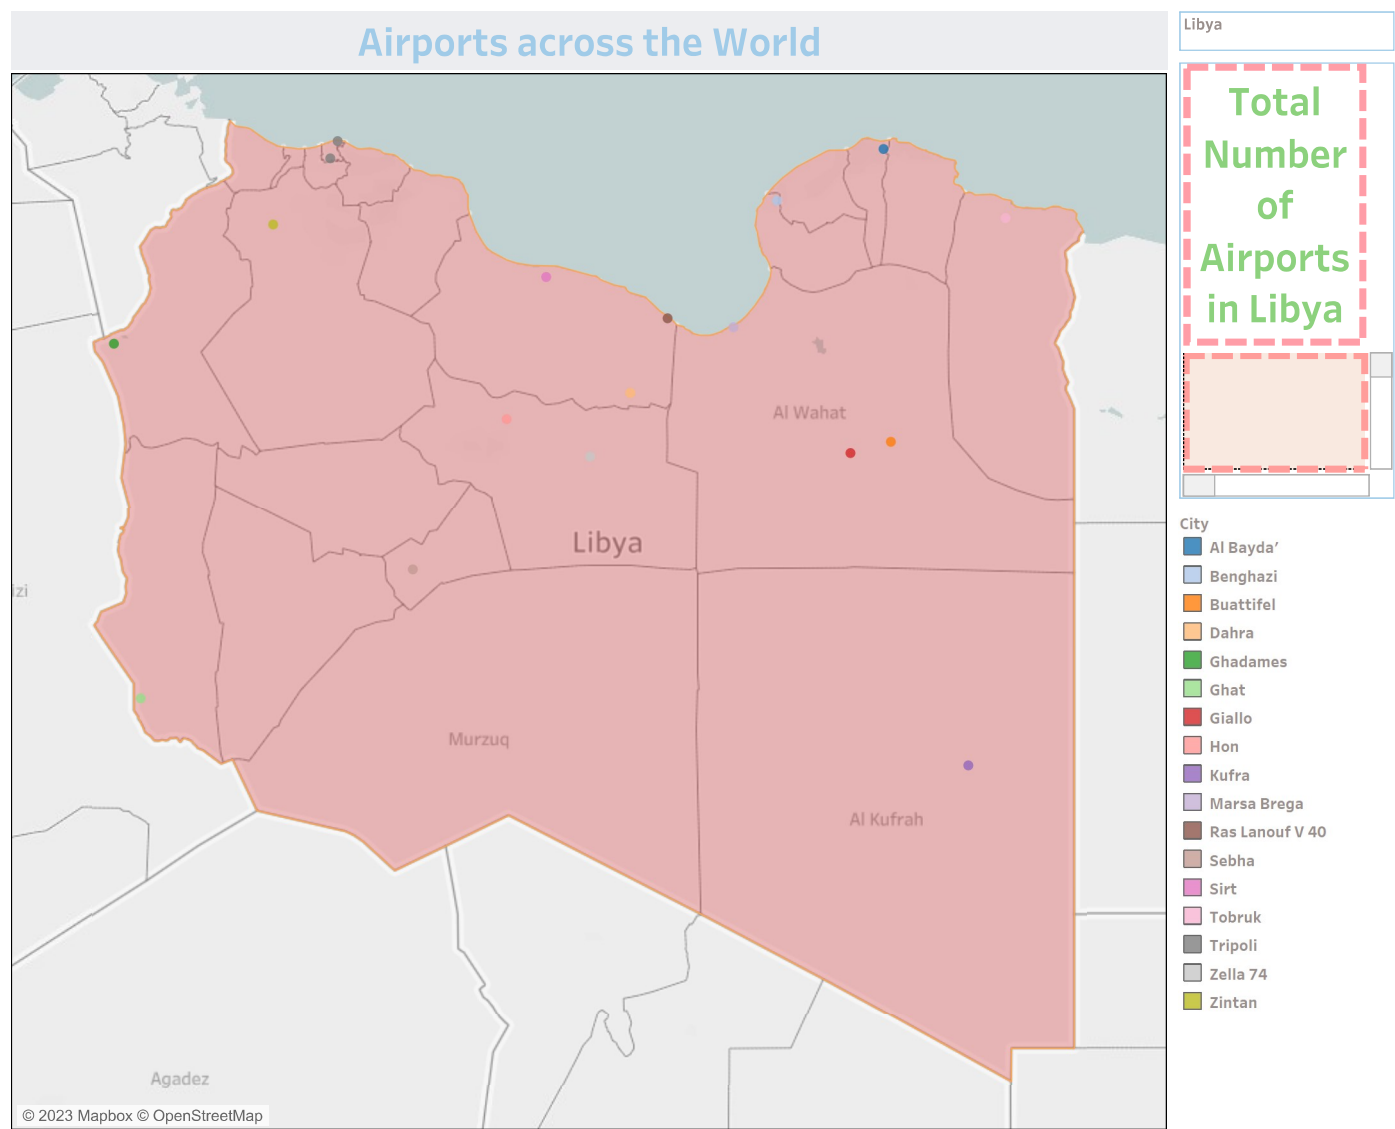 Airports across the World
Libya
Total
Number
of
Airports
in Libya
Al Wahat
Libya
Izi
Murzuq
Al Kufrah
Agadez
© 2023 Mapbox © OpenStreetMap
City
Al Bayda’
Benghazi
Buattifel
Dahra
Ghadames
Ghat
Giallo
Hon
Kufra
Marsa Brega
Ras Lanouf V 40
Sebha
Sirt
Tobruk
Tripoli
Zella 74
Zintan